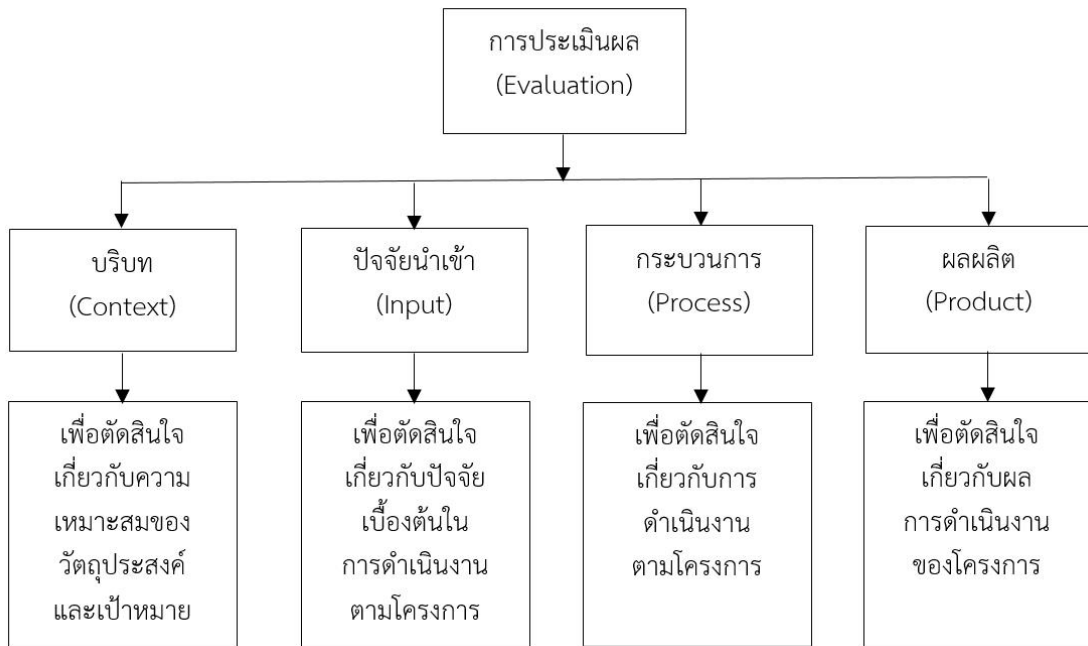 การประเมินผล
(Evaluation)
บริบท
(Context)
ปัจจัยนำเข้า
(Input)
กระบวนการ
(Process)
ผลผลิต
(Product)
เพื่อตัดสินใจ
เกี่ยวกับความ
เหมาะสมของ
วัตถุประสงค์
และเป้าหมาย
เพื่อตัดสินใจ
เกี่ยวกับปัจจัย
เบื้องต้นใน
การดำเนินงาน
ตามโครงการ
เพื่อตัดสินใจ
เกี่ยวกับการ
ดำเนินงาน
ตามโครงการ
เพื่อตัดสินใจ
เกี่ยวกับผล
การดำเนินงาน
ของโครงการ